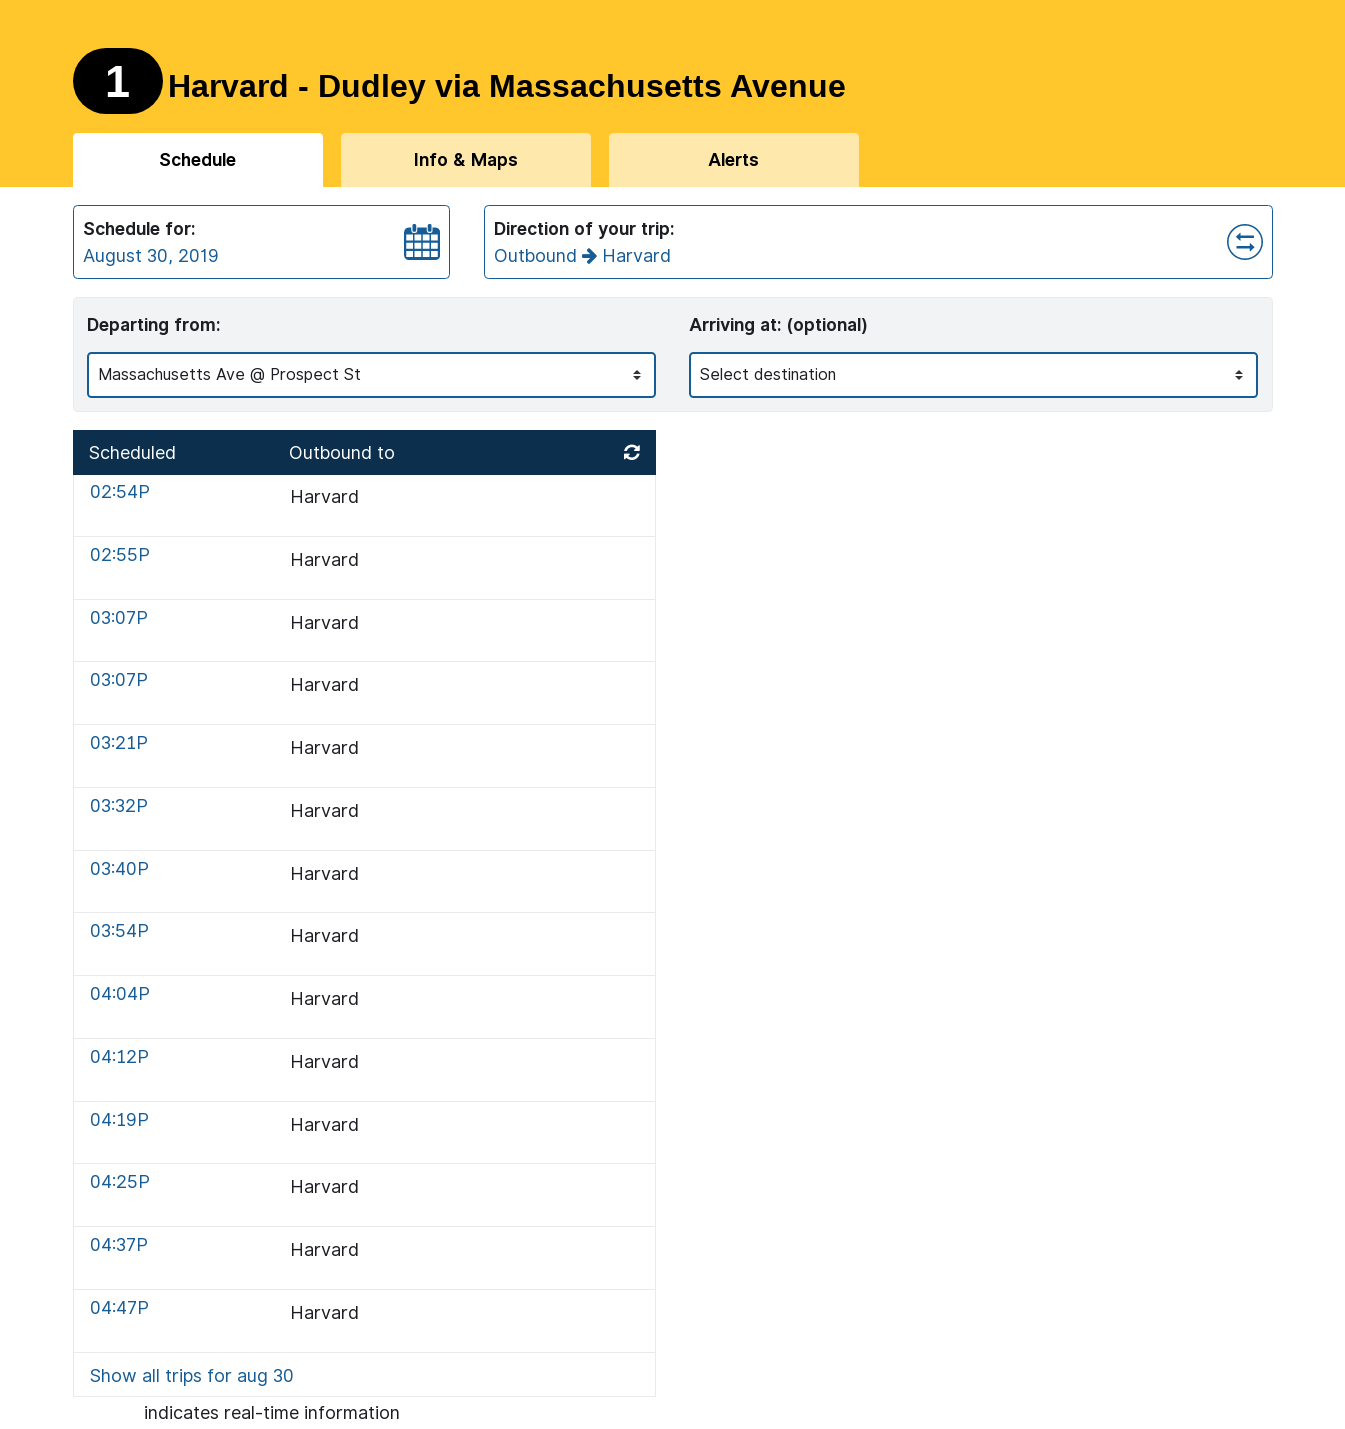 1 Harvard - Dudley via Massachusetts Avenue
Schedule Info & Maps Alerts
Schedule for:
August 30, 2019
Direction of your trip:
Outbound Harvard
Departing from:
Massachusetts Ave @ Prospect St
Arriving at: (optional)
Select destination
Scheduled Outbound to
02:54P Harvard
02:55P Harvard
03:07P Harvard
03:07P Harvard
03:21P Harvard
03:32P Harvard
03:40P Harvard
03:54P Harvard
04:04P Harvard
04:12P Harvard
04:19P Harvard
04:25P Harvard
04:37P Harvard
04:47P Harvard
Show all trips for aug 30
indicates real-time information